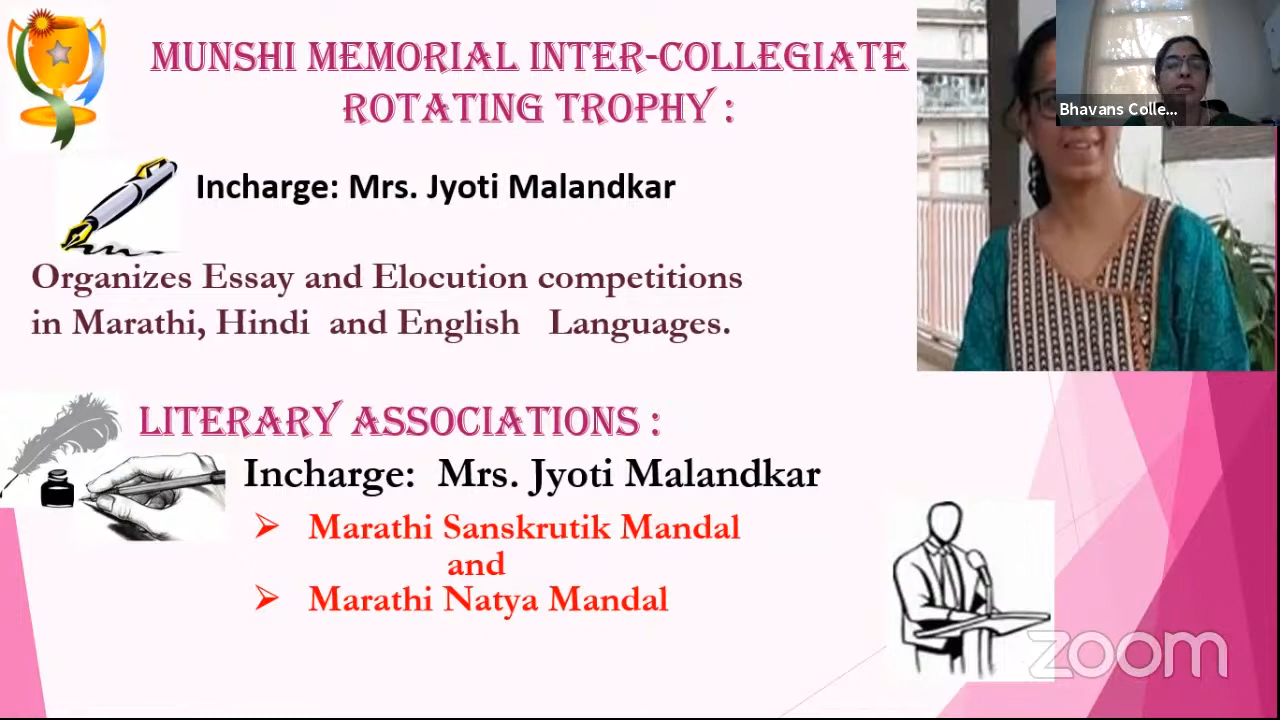 MUNSHI MEMORIAL INTER-COLLEGIATE
ROTATING TROPHY :
Bhavans Colle...
Incharge: Mrs. Jyoti Malandkar
Organizes Essay and Elocution competitions
in Marathi, Hindi and English Languages.
LITERARY ASSOCIATIONS :
Incharge: Mrs. Jyoti Malandkar
➢ Marathi Sanskrutik Mandal
and
➢ Marathi Natya Mandal
zoom